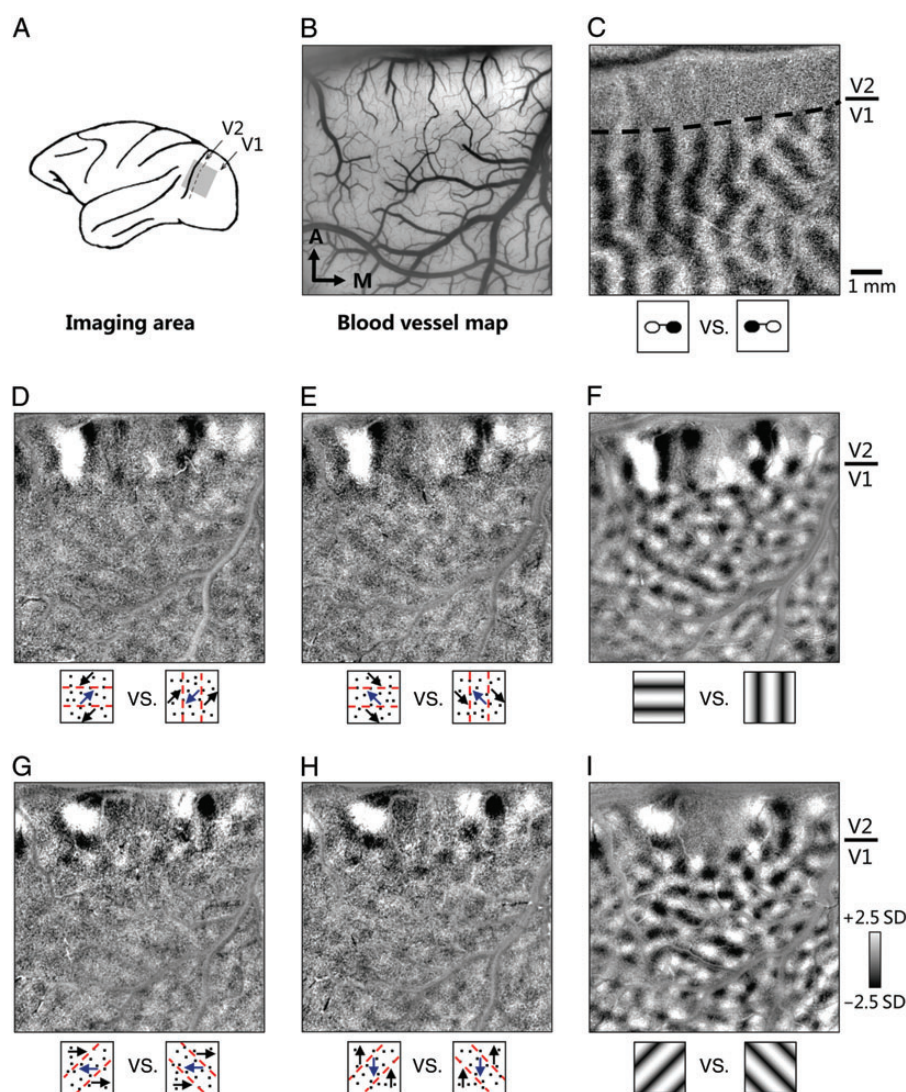 A
B
C
V2
V1
A
M
V2
V1
1 mm
Imaging area
Blood vessel map
VS.
D
E
F
V2
V1
VS.
VS.
VS.
G
H
I
V2
V1
+2.5 SD
−2.5 SD
VS.
VS.
VS.